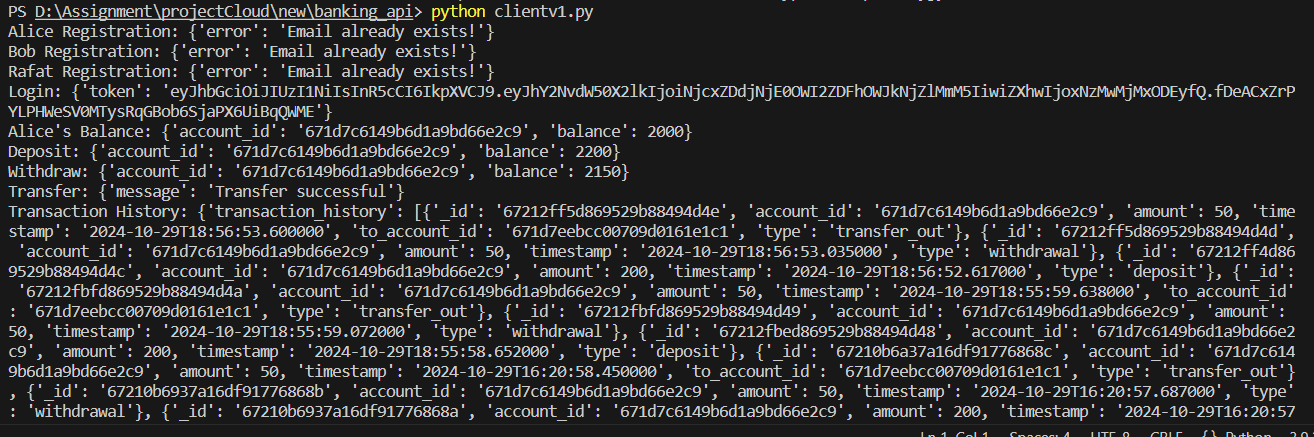 PS D:\Assignment\projectCloud\new\banking_api> python clientv1.py
Alice Registration: {'error': 'Email already exists!'}
Bob Registration: {'error': 'Email already exists!'}
Rafat Registration: {'error': 'Email already exists!'}
Login: {'token': 'eyJhbGciOiJIUzI1NiIsInR5cCI6IkpXVCJ9.eyJhY2NvdW50X2lkIjoiNjcxZDdjNjE0OWI2ZDFhOWJkNjZlMmM5IiwiZXhwIjoxNzMwMjMxODEyfQ.fDeACxZrP
YLPHWeSV0MTysRqGBob6SjaPX6UiBqQWME'}
Alice's Balance: {'account_id': '671d7c6149b6d1a9bd66e2c9', 'balance': 2000}
Deposit: {'account_id': '671d7c6149b6d1a9bd66e2c9', 'balance': 2200}
Withdraw: {'account_id': '671d7c6149b6d1a9bd66e2c9', 'balance': 2150}
Transfer: {'message': 'Transfer successful'}
Transaction History: {'transaction_history': [{'_id': '67212ff5d869529b88494d4e', 'account_id': '671d7c6149b6d1a9bd66e2c9', 'amount': 50, 'time
stamp': '2024-10-29T18:56:53.600000', 'to_account_id': '671d7eebcc00709d0161e1c1', 'type': 'transfer_out'}, {'_id': '67212ff5d869529b88494d4d',
'account_id': '671d7c6149b6d1a9bd66e2c9', 'amount': 50, 'timestamp': '2024-10-29T18:56:53.035000', 'type': 'withdrawal'}, {'_id': '67212ff4d86
9529b88494d4c', 'account_id': '671d7c6149b6d1a9bd66e2c9', 'amount': 200, 'timestamp': '2024-10-29T18:56:52.617000', 'type': 'deposit'}, {'_id':
'67212fbfd869529b88494d4a', 'account_id': '671d7c6149b6d1a9bd66e2c9', 'amount': 50, 'timestamp': '2024-10-29T18:55:59.638000', 'to_account_id'
: '671d7eebcc00709d0161e1c1', 'type': 'transfer_out'}, {'_id': '67212fbfd869529b88494d49', 'account_id': '671d7c6149b6d1a9bd66e2c9', 'amount':
50, 'timestamp': '2024-10-29T18:55:59.072000', 'type': 'withdrawal'}, {'_id': '67212fbed869529b88494d48', 'account_id': '671d7c6149b6d1a9bd66e2
c9', 'amount': 200, 'timestamp': '2024-10-29T18:55:58.652000', 'type': 'deposit'}, {'_id': '67210b6a37a16df91776868c', 'account_id': '671d7c614
9b6d1a9bd66e2c9', 'amount': 50, 'timestamp': '2024-10-29T16:20:58.450000', 'to_account_id': '671d7eebcc00709d0161e1c1', 'type': 'transfer_out'}
, {'_id': '67210b6937a16df91776868b', 'account_id': '671d7c6149b6d1a9bd66e2c9', 'amount': 50, 'timestamp': '2024-10-29T16:20:57.687000', 'type'
: 'withdrawal'}, {'_id': '67210b6937a16df91776868a', 'account_id': '671d7c6149b6d1a9bd66e2c9', 'amount': 200, 'timestamp': '2024-10-29T16:20:57